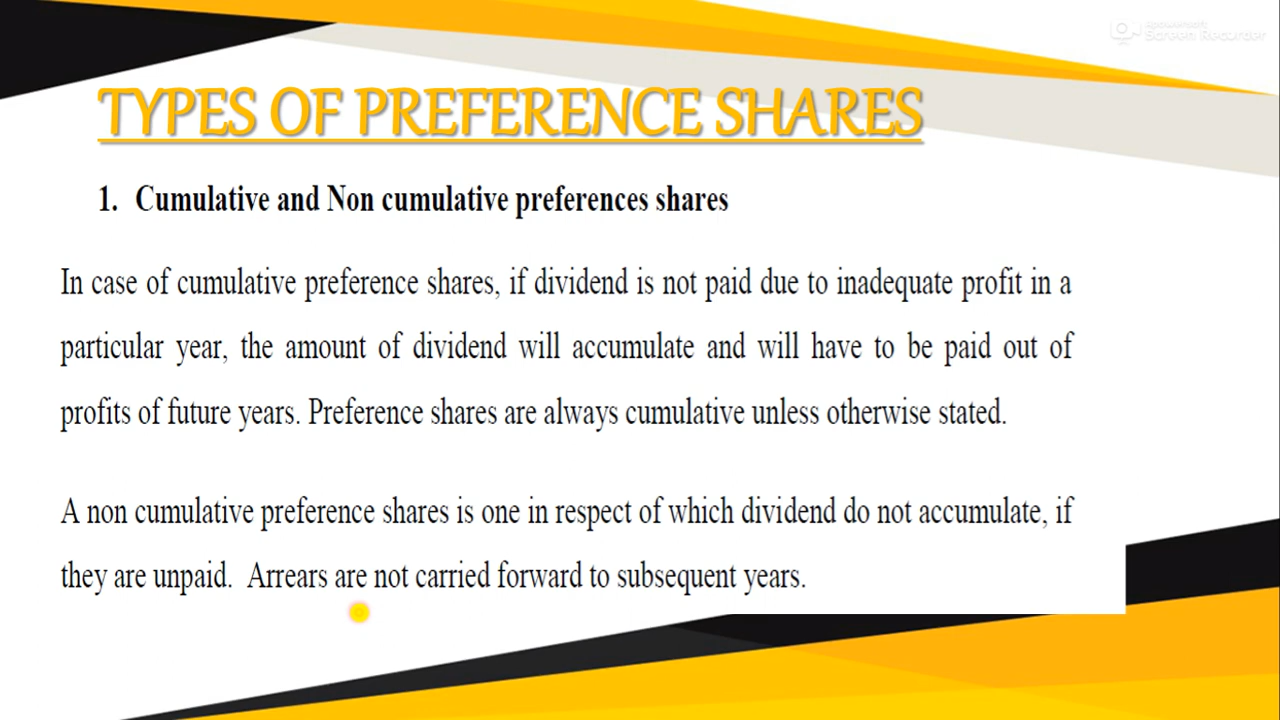 apowersoft
Screen Recorder
TYPES OF PREFERENCE SHARES
1. Cumulative and Non cumulative preferences shares
In case of cumulative preference shares, if dividend is not paid due to inadequate profit in a
particular year, the amount of dividend will accumulate and will have to be paid out of
profits of future years. Preference shares are always cumulative unless otherwise stated.
A non cumulative preference shares is one in respect of which dividend do not accumulate, if
they are unpaid. Arrears are not carried forward to subsequent years.